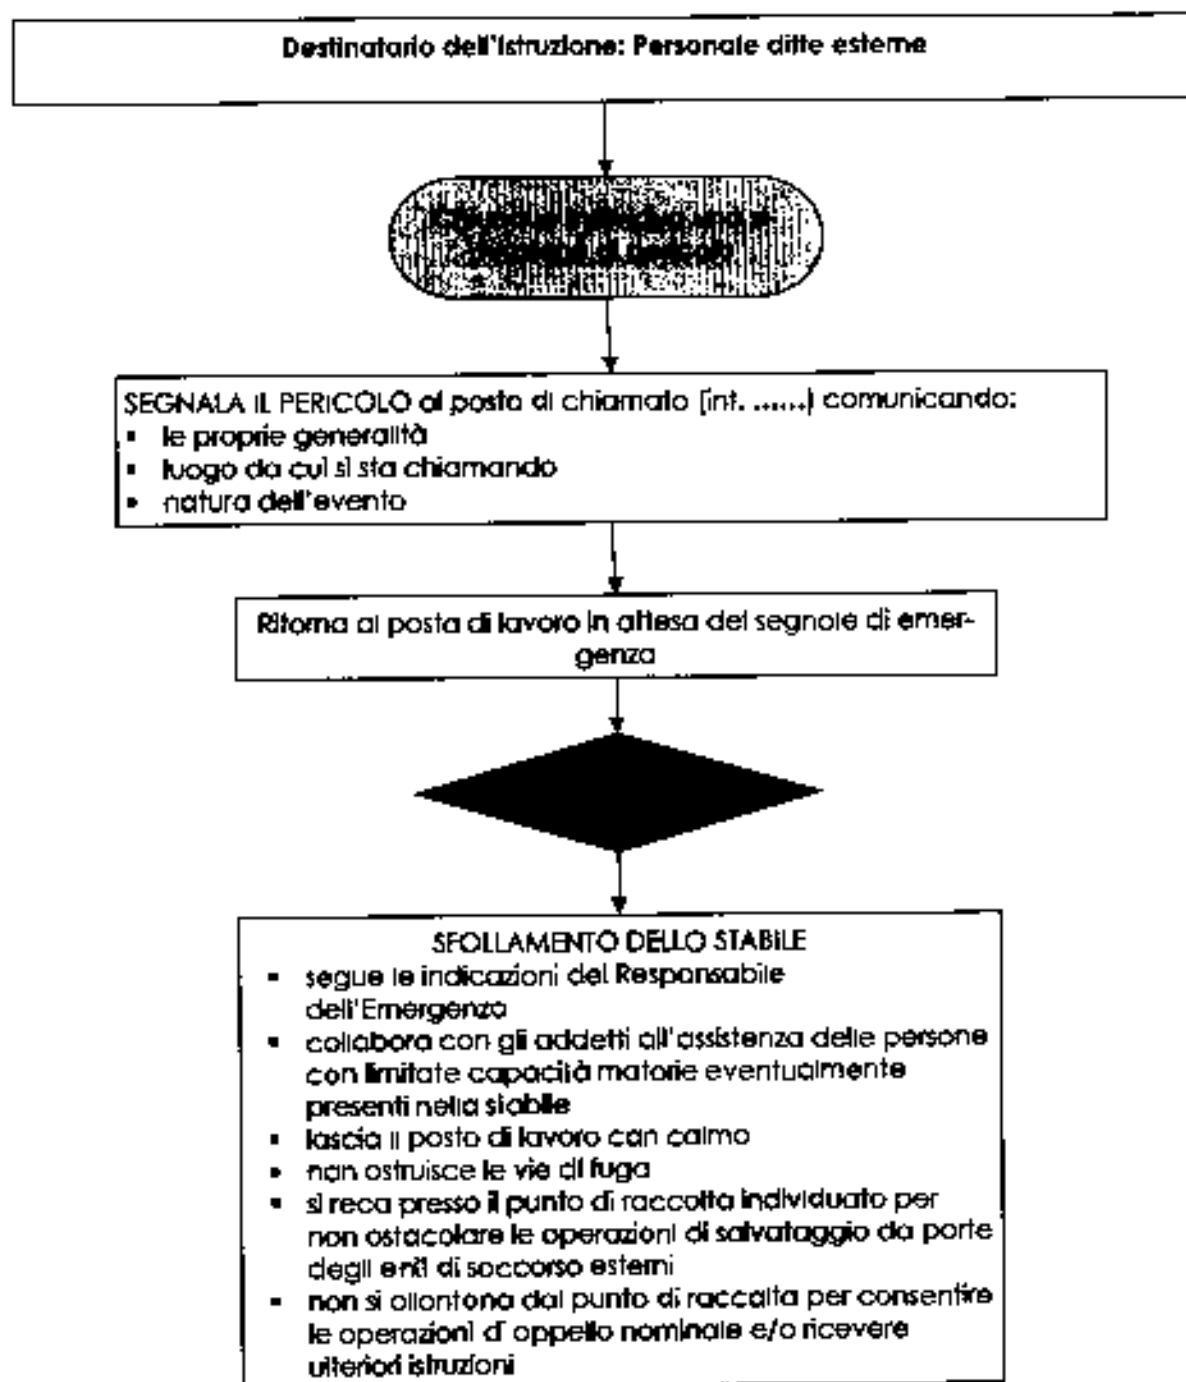 Destinatario dell'Istruzione: Personale ditte esterne
SEGNALA IL PERICOLO al posto di chiamata (int. ......) comunicando:
▪ le proprie generalità
▪ luogo da cui si sta chiamando
▪ natura dell'evento
Ritorna al posto di lavoro in attesa del segnale di emer-
genza
SFOLLAMENTO DELLO STABILE
▪ segue le indicazioni del Responsabile
dell'Emergenza
▪ collabora con gli addetti all'assistenza delle persone
con limitate capacità motorie eventualmente
presenti nello stabile
▪ lascia il posto di lavoro con calma
▪ non ostruisce le vie di fuga
▪ si reca presso il punto di raccolta individuato per
non ostacolare le operazioni di salvataggio da parte
degli enti di soccorso esterni
▪ non si allontana dal punto di raccolta per consentire
le operazioni d' appello nominale e/o ricevere
ulteriori istruzioni